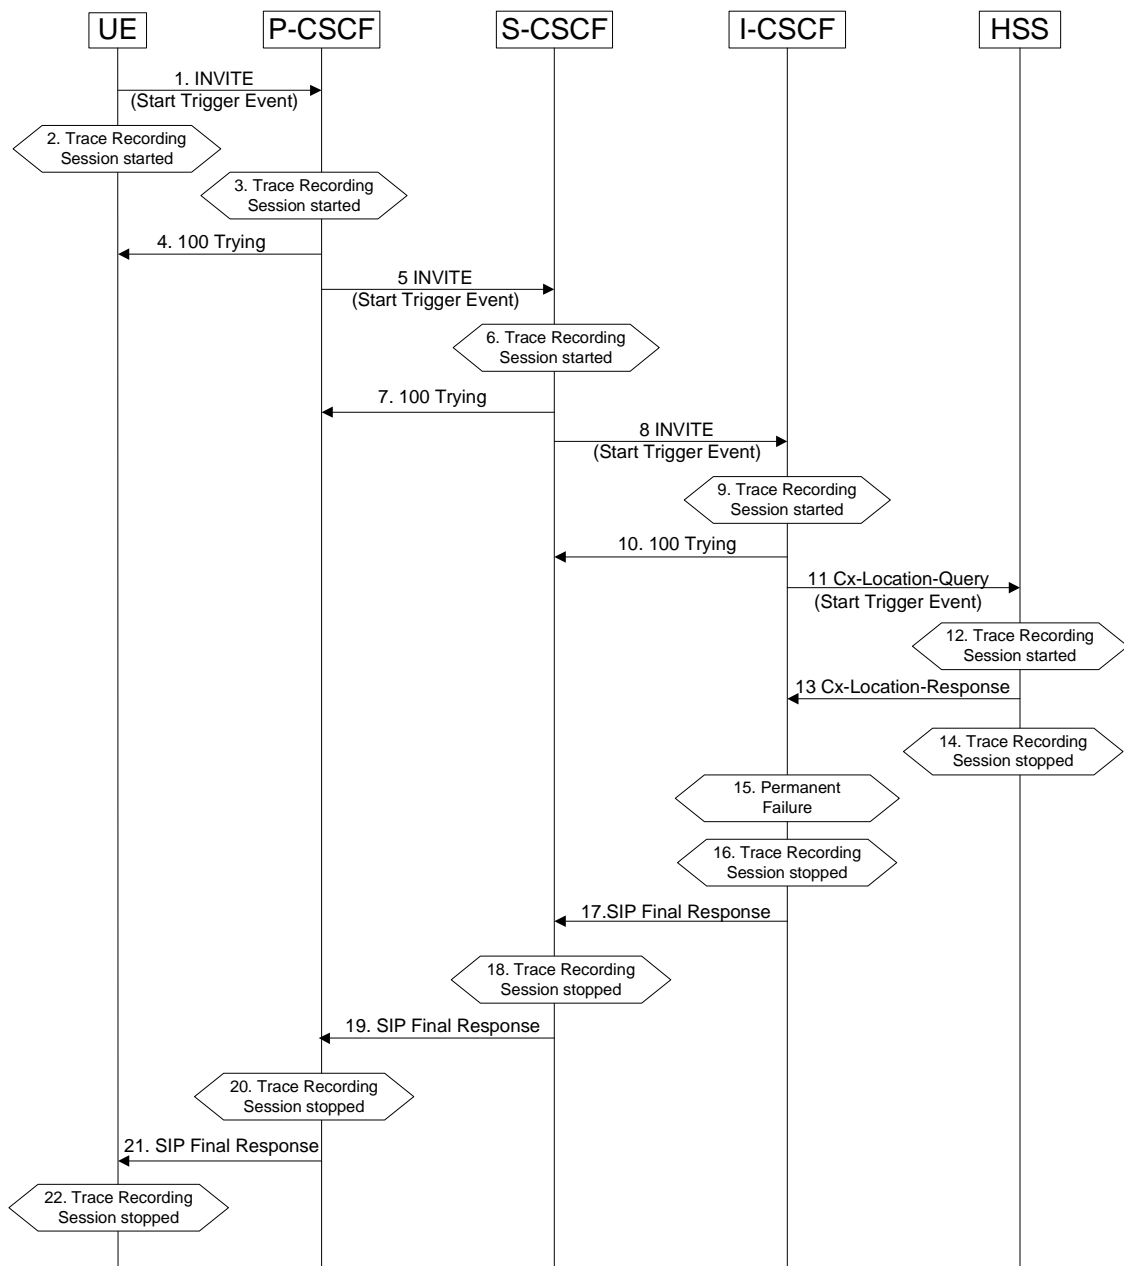 UE
P-CSCF
S-CSCF
I-CSCF
HSS
1. INVITE
(Start Trigger Event)
2. Trace Recording
Session started
3. Trace Recording
Session started
4. 100 Trying
5 INVITE
(Start Trigger Event)
6. Trace Recording
Session started
7. 100 Trying
8 INVITE
(Start Trigger Event)
9. Trace Recording
Session started
10. 100 Trying
11 Cx-Location-Query
(Start Trigger Event)
12. Trace Recording
Session started
13 Cx-Location-Response
14. Trace Recording
Session stopped
15. Permanent
Failure
16. Trace Recording
Session stopped
17.SIP Final Response
18. Trace Recording
Session stopped
19. SIP Final Response
20. Trace Recording
Session stopped
21. SIP Final Response
22. Trace Recording
Session stopped